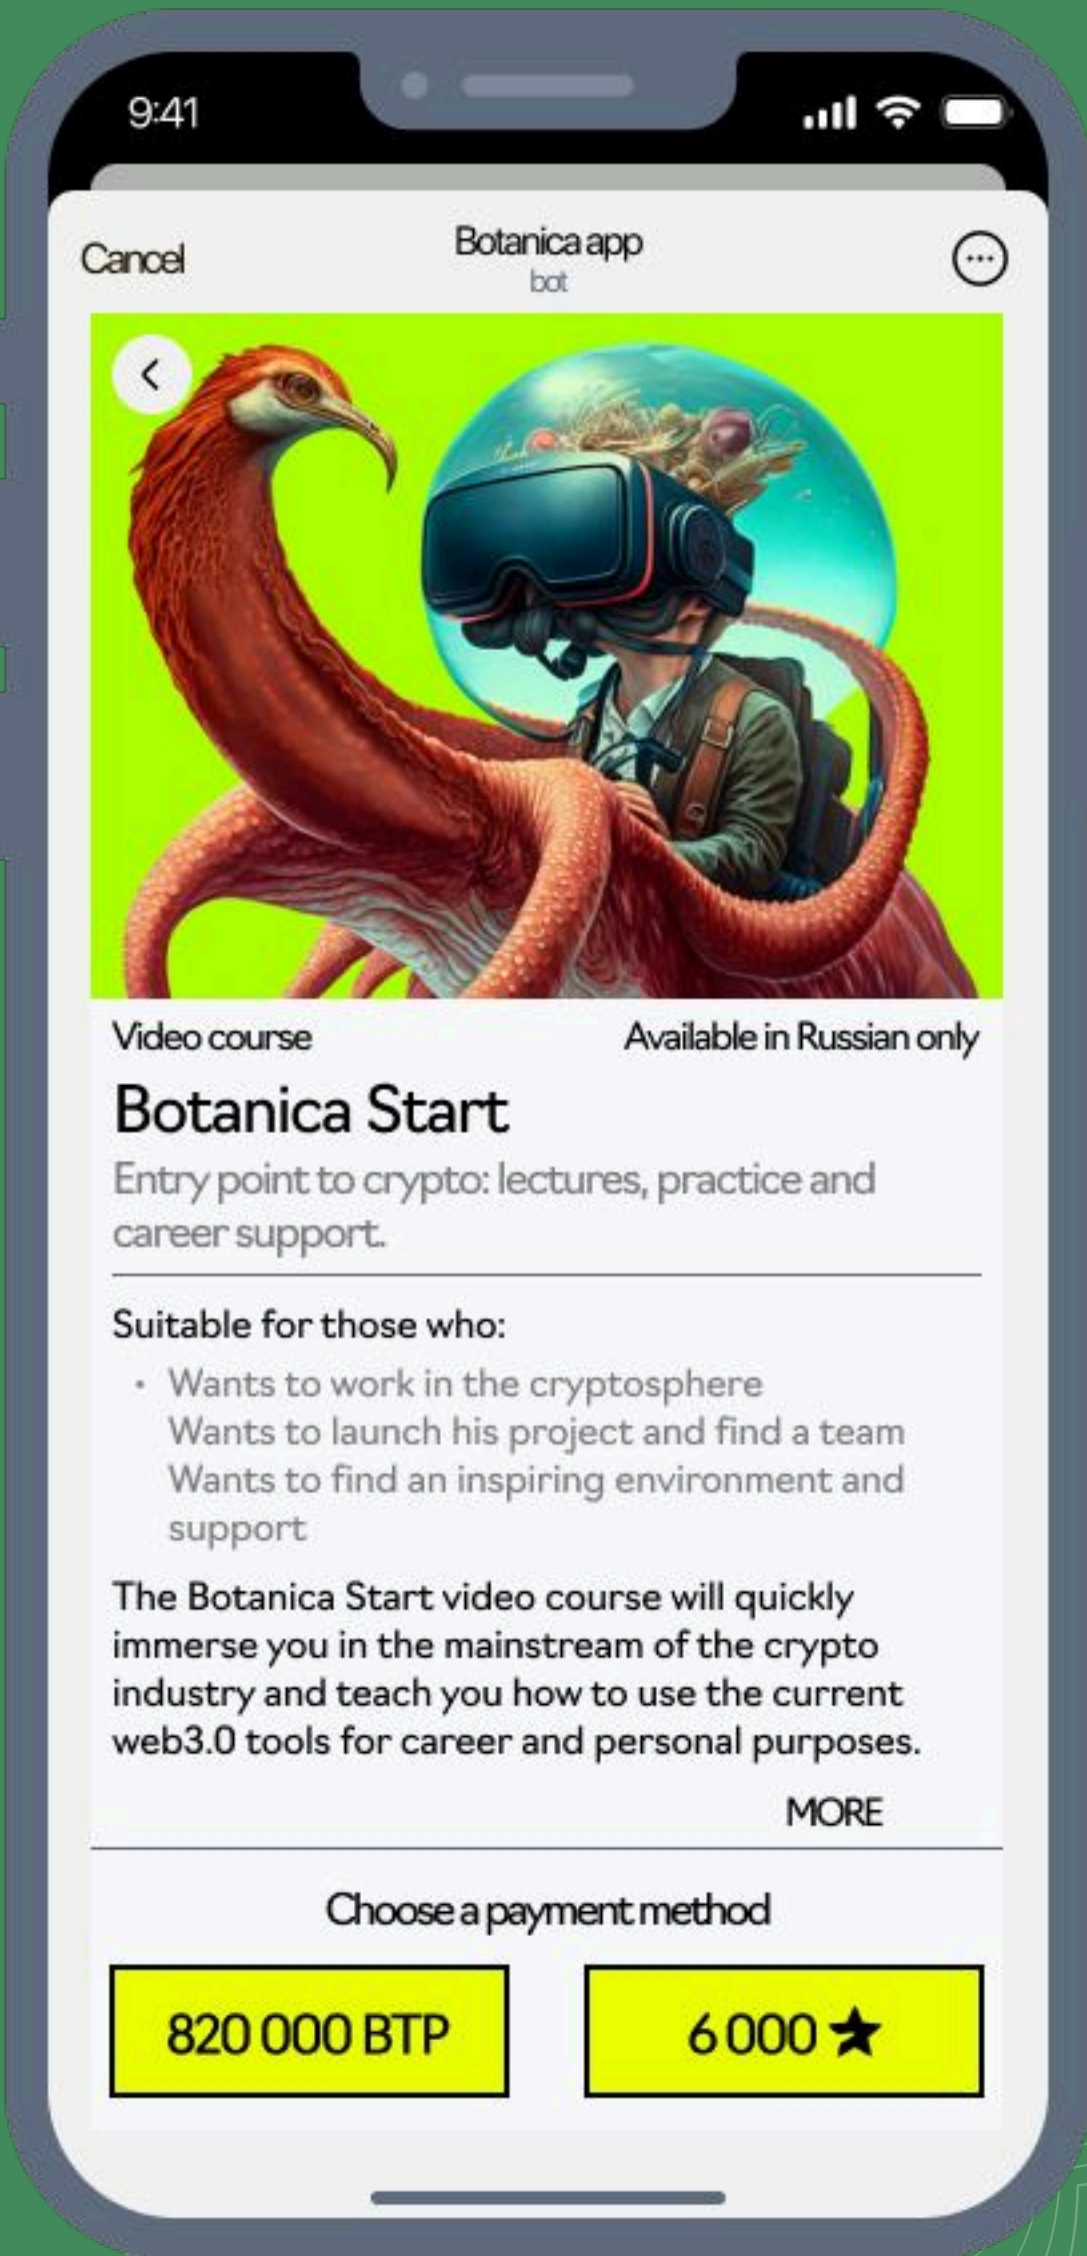 9:41
Cancel
Botanica app
bot
Video course
Available in Russian only
Botanica Start
Entry point to crypto: lectures, practice and
career support.
Suitable for those who:
• Wants to work in the cryptosphere
Wants to launch his project and find a team
Wants to find an inspiring environment and
support
The Botanica Start video course will quickly
immerse you in the mainstream of the crypto
industry and teach you how to use the current
web3.0 tools for career and personal purposes.
MORE
Choose a payment method
820 000 BTP
6 000 ★